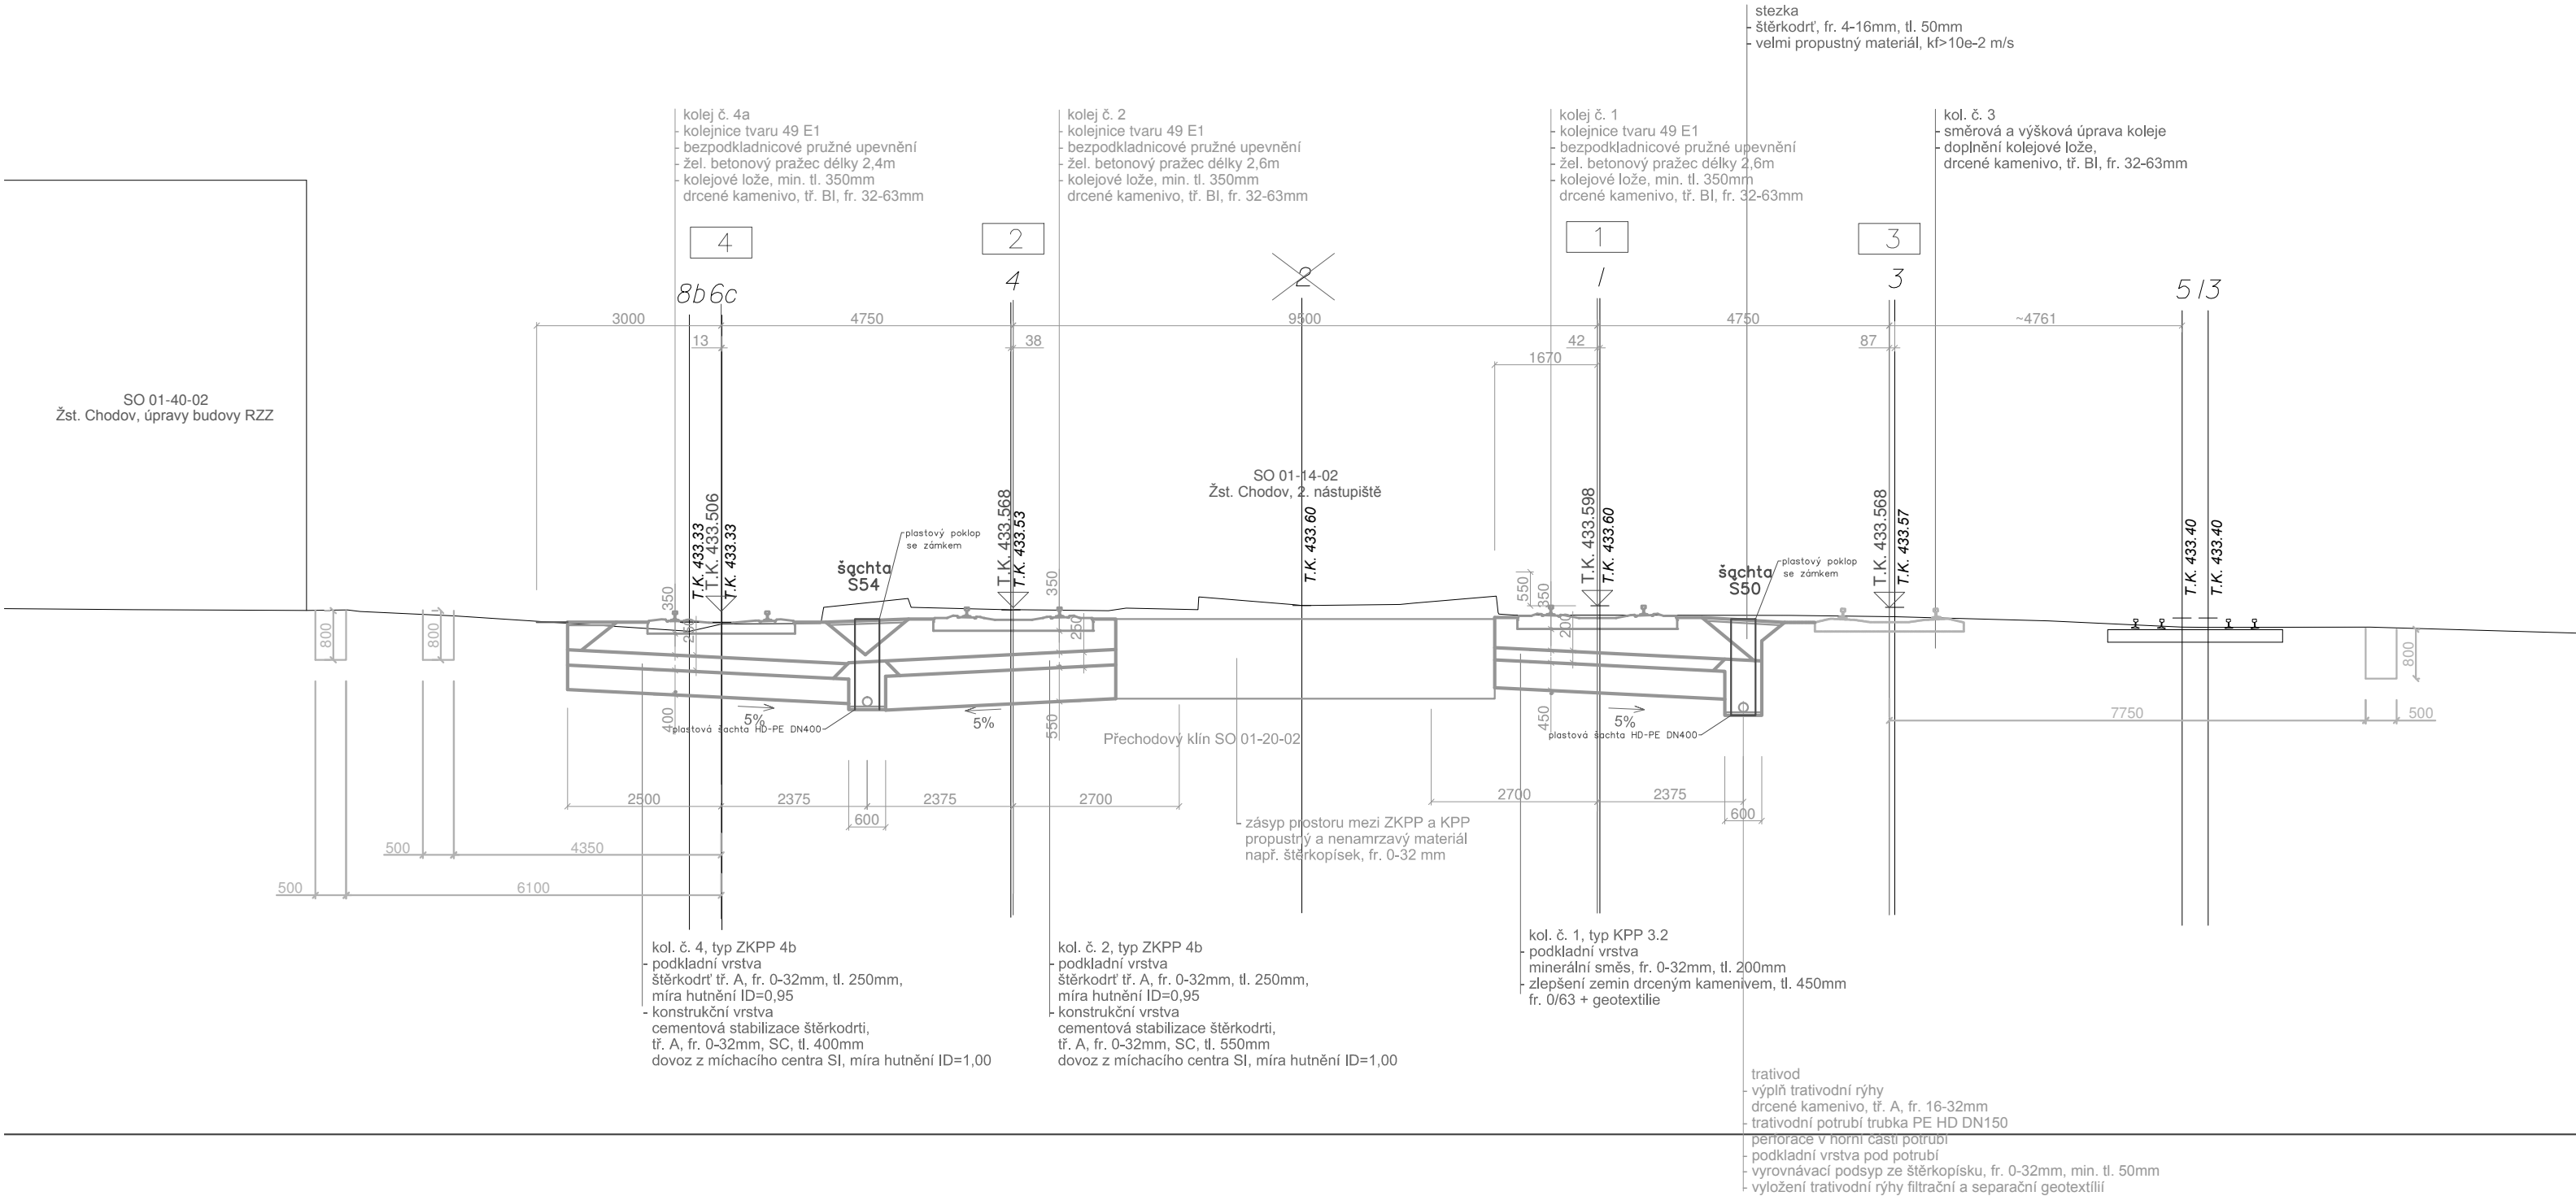 stezka
- štěrkodrť, fr. 4-16mm, tl. 50mm
- velmi propustný materiál, kf>10e-2 m/s
kolej č. 4a
- kolejnice tvaru 49 E1
- bezpodkladnicové pružné upevnění
- žel. betonový pražec délky 2,4m
- kolejové lože, min. tl. 350mm
drcené kamenivo, tř. BI, fr. 32-63mm
kolej č. 2
- kolejnice tvaru 49 E1
- bezpodkladnicové pružné upevnění
- žel. betonový pražec délky 2,6m
- kolejové lože, min. tl. 350mm
drcené kamenivo, tř. BI, fr. 32-63mm
kolej č. 1
- kolejnice tvaru 49 E1
- bezpodkladnicové pružné upevnění
- žel. betonový pražec délky 2,6m
- kolejové lože, min. tl. 350mm
drcené kamenivo, tř. BI, fr. 32-63mm
kol. č. 3
- směrová a výšková úprava koleje
- doplnění kolejové lože,
drcené kamenivo, tř. BI, fr. 32-63mm
4
2
1
3
8b 6c
4
2
1
3
5 13
3000
4750
9500
4750
~4761
13
38
42
87
1670
SO 01-40-02
Žst. Chodov, úpravy budovy RZZ
SO 01-14-02
Žst. Chodov, 2. nástupiště
T.K. 433.33
T.K. 433.506
T.K. 433.33
T.K. 433.568
T.K. 433.53
T.K. 433.60
T.K. 433.598
T.K. 433.60
T.K. 433.568
T.K. 433.57
T.K. 433.40
T.K. 433.40
plastový poklop
se zámkem
šachta
Š54
plastový poklop
se zámkem
šachta
Š50
800
800
350
250
400
350
250
550
550
350
200
450
800
5%
5%
5%
plastová šachta HD-PE DN400
plastová šachta HD-PE DN400
Přechodový klín SO 01-20-02
7750
500
2500
2375
2375
2700
2700
2375
600
600
500
4350
500
6100
- zásyp prostoru mezi ZKPP a KPP
propustný a nenamrzavý materiál
např. štěrkopísek, fr. 0-32 mm
kol. č. 4, typ ZKPP 4b
- podkladní vrstva
štěrkodrť tř. A, fr. 0-32mm, tl. 250mm,
míra hutnění ID=0,95
- konstrukční vrstva
cementová stabilizace štěrkodrti,
tř. A, fr. 0-32mm, SC, tl. 400mm
dovoz z míchacího centra SI, míra hutnění ID=1,00
kol. č. 2, typ ZKPP 4b
- podkladní vrstva
štěrkodrť tř. A, fr. 0-32mm, tl. 250mm,
míra hutnění ID=0,95
- konstrukční vrstva
cementová stabilizace štěrkodrti,
tř. A, fr. 0-32mm, SC, tl. 550mm
dovoz z míchacího centra SI, míra hutnění ID=1,00
kol. č. 1, typ KPP 3.2
- podkladní vrstva
minerální směs, fr. 0-32mm, tl. 200mm
- zlepšení zemin drceným kamenivem, tl. 450mm
fr. 0/63 + geotextilie
trativod
- výplň trativodní rýhy
drcené kamenivo, tř. A, fr. 16-32mm
- trativodní potrubí trubka PE HD DN150
perforace v horní části potrubí
- podkladní vrstva pod potrubí
- vyrovnávací podsyp ze štěrkopísku, fr. 0-32mm, min. tl. 50mm
- vyložení trativodní rýhy filtrační a separační geotextílií